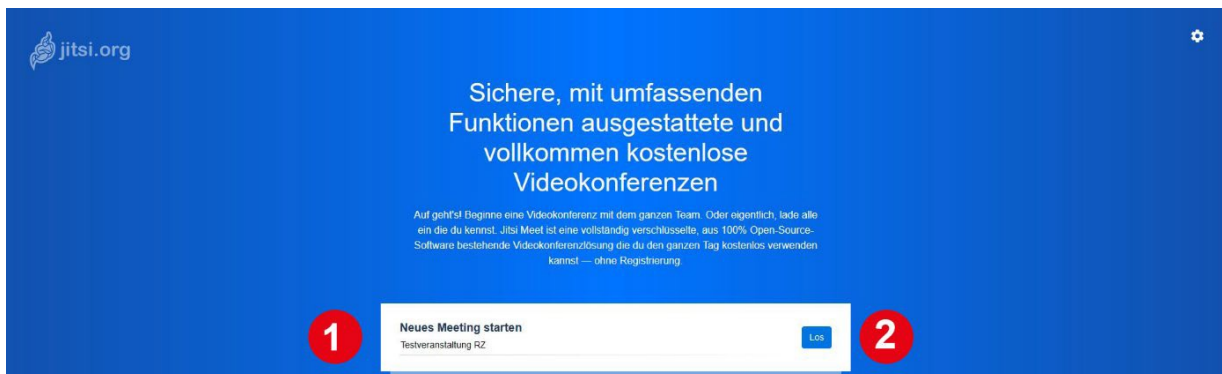 jitsi.org
Sichere, mit umfassenden
Funktionen ausgestattete und
vollkommen kostenlose
Videokonferenzen
Auf geht's! Beginne eine Videokonferenz mit dem ganzen Team. Oder eigentlich, lade alle
ein die du kennst. Jitsi Meet ist eine vollständig verschlüsselte, aus 100% Open-Source-
Software bestehende Videokonferenzlösung die du den ganzen Tag kostenlos verwenden
kannst — ohne Registrierung.
1
Neues Meeting starten
Testveranstaltung RZ
Los
2